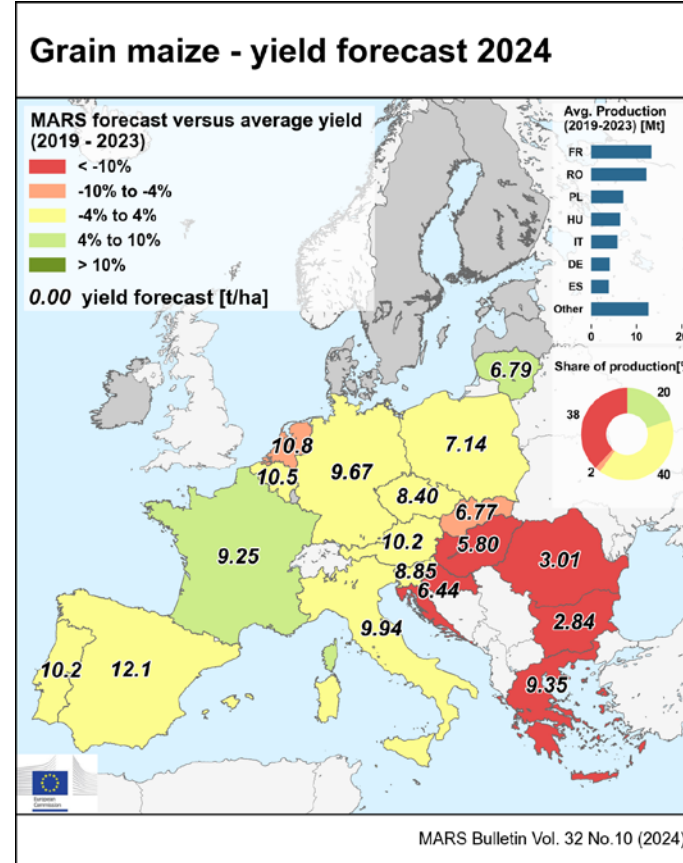 Grain maize - yield forecast 2024
MARS forecast versus average yield
(2019 - 2023)
< -10%
-10% to -4%
-4% to 4%
4% to 10%
> 10%
0.00 yield forecast [t/ha]
Avg. Production
(2019-2023) [Mt]
FR
RO
PL
HU
IT
DE
ES
Other
0 10 20
Share of production[%
20
38
2
40
6.79
10.8
7.14
10.5
9.67
8.40
6.77
9.25
10.2
5.80
3.01
8.85
6.44
2.84
9.94
10.2
12.1
9.35
European
Commission
MARS Bulletin Vol. 32 No.10 (2024)